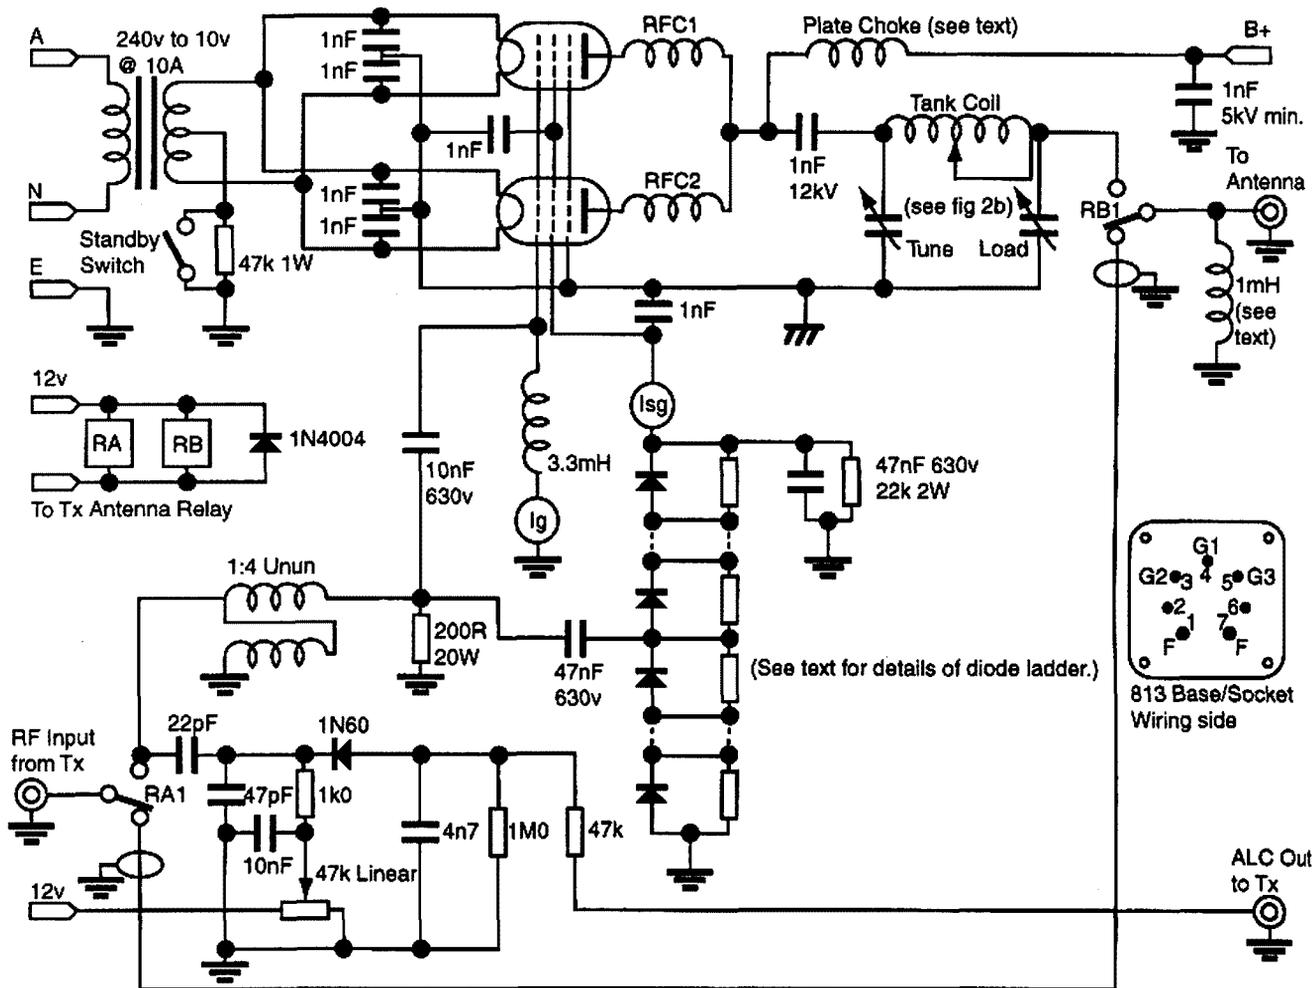 A
240v to 10v
@ 10A
N
Standby
Switch
47k 1W
E
1nF
1nF
1nF
1nF
1nF
RFC1
RFC2
Plate Choke (see text)
B+
1nF
5kV min.
Tank Coil
1nF
12kV
(see fig 2b)
Tune
Load
RB1
To
Antenna
1mH
(see
text)
1nF
12v
RA
RB
1N4004
To Tx Antenna Relay
10nF
630v
3.3mH
Ig
Isg
47nF 630v
22k 2W
1:4 Unun
200R
20W
47nF
630v
(See text for details of diode ladder.)
G1
G2
3
4
5
G3
2
6
1
7
F
F
813 Base/Socket
Wiring side
RF Input
from Tx
22pF
1N60
RA1
47pF
1k0
10nF
4n7
1M0
47k
47k Linear
12v
ALC Out
to Tx